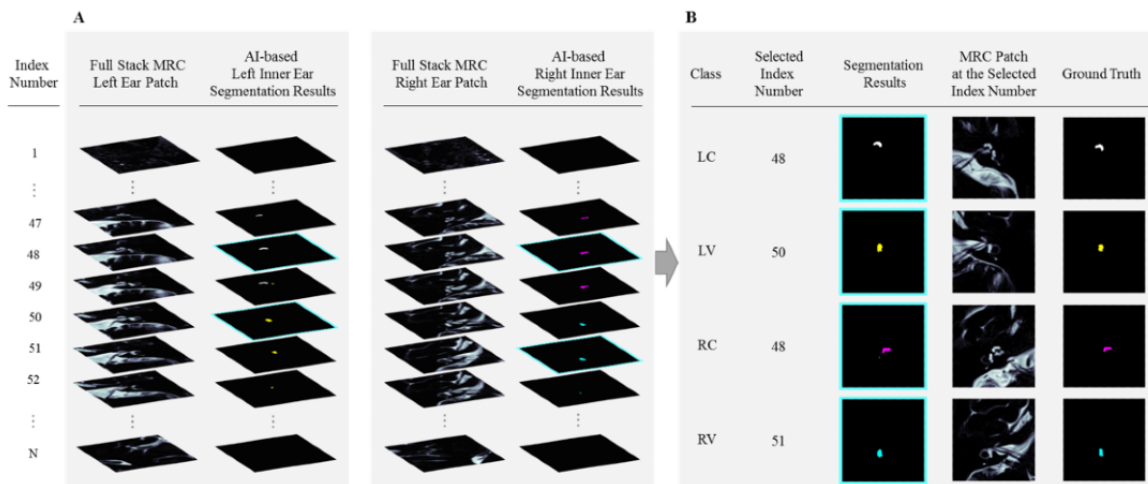 A
B
Index
Number
Full Stack MRC
Left Ear Patch
AI-based
Left Inner Ear
Segmentation Results
Full Stack MRC
Right Ear Patch
AI-based
Right Inner Ear
Segmentation Results
Class
Selected
Index
Number
Segmentation
Results
MRC Patch
at the Selected
Index Number
Ground Truth
1
47
48
49
50
51
52
N
LC
48
LV
50
RC
48
RV
51